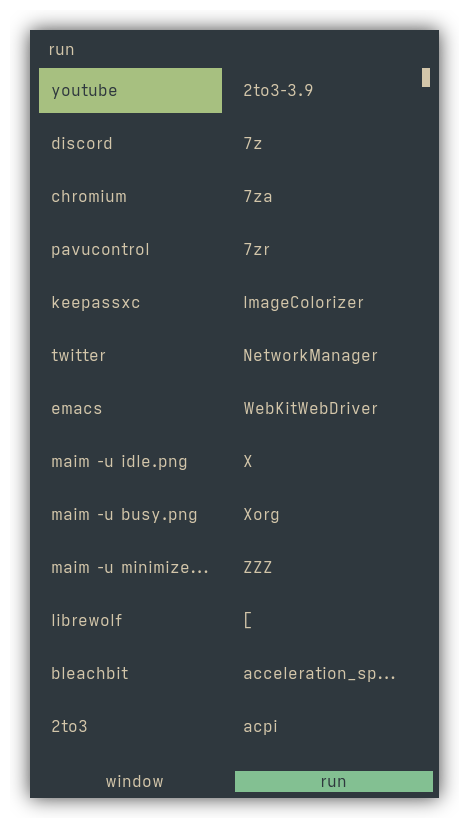 run
youtube
discord
chromium
pavucontrol
keepassxc
twitter
emacs
maim -u idle.png
maim -u busy.png
maim -u minimize...
librewolf
bleachbit
2to3
2to3-3.9
7z
7za
7zr
ImageColorizer
NetworkManager
WebKitWebDriver
X
Xorg
ZZZ
[
acceleration_sp...
acpi
window
run